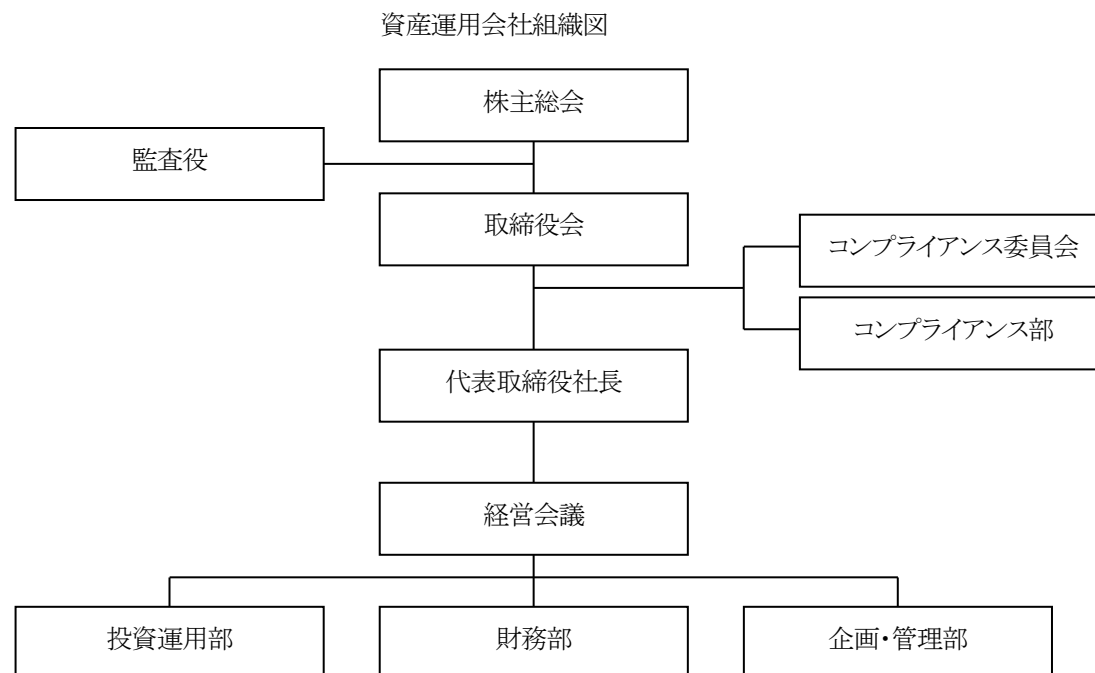 資産運用会社組織図
株主総会
監査役
取締役会
コンプライアンス委員会
コンプライアンス部
代表取締役社長
経営会議
投資運用部
財務部
企画・管理部